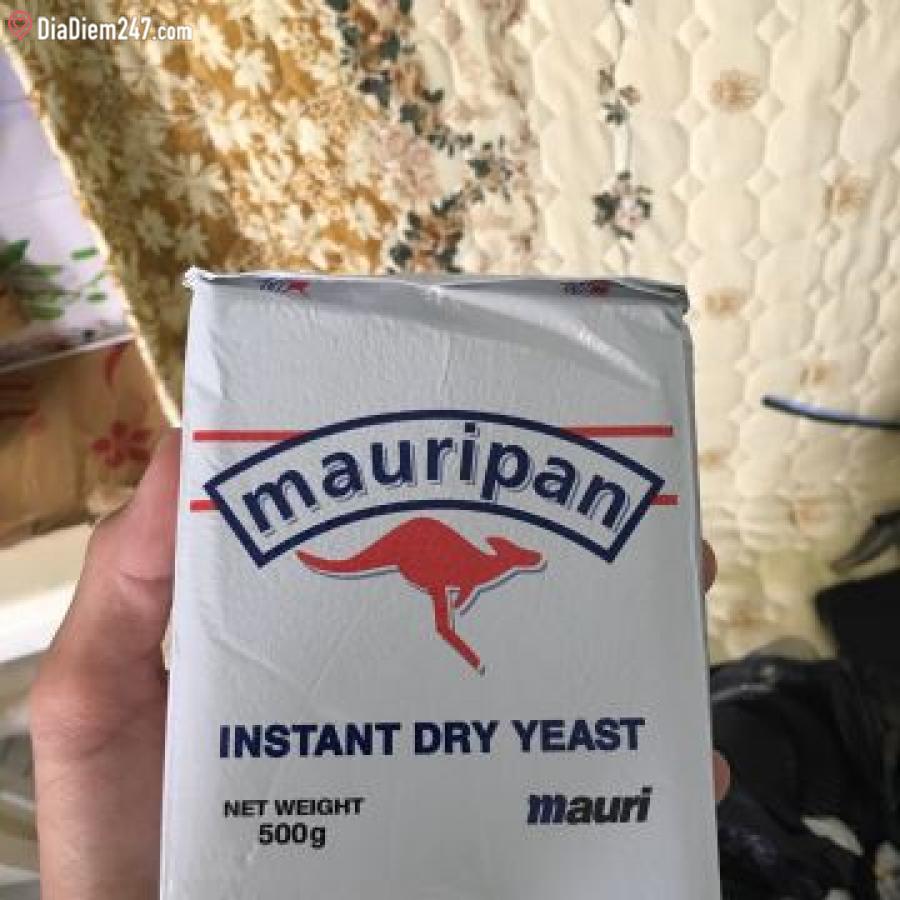 DiaDiem247.com
mauripan
INSTANT DRY YEAST
NET WEIGHT
500g
mauri